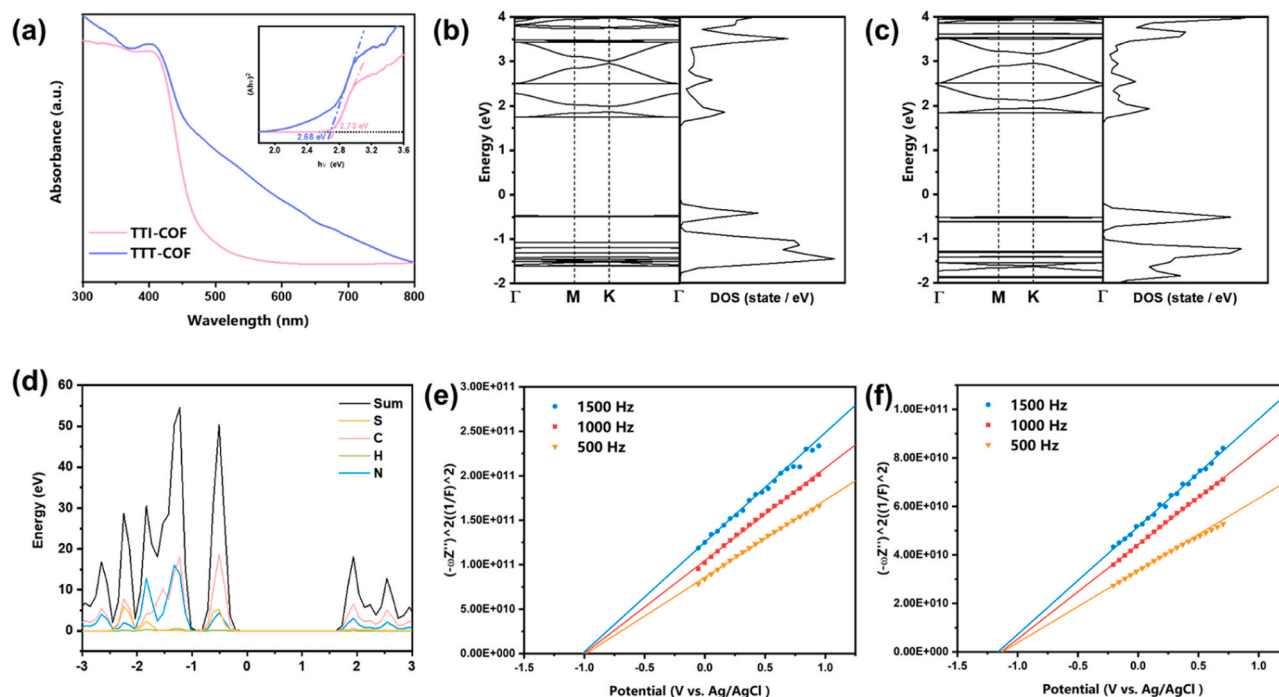 (a)
Absorbance (a.u.)
TTI-COF
TTT-COF
300 400 500 600 700 800
Wavelength (nm)
(Ahν)²
2.73 eV
2.68 eV
2.0 2.4 2.8 3.2 3.6
hν (eV)
(b)
Energy (eV)
4
3
2
1
0
-1
-2
Γ M K Γ
DOS (state / eV)
(c)
Energy (eV)
4
3
2
1
0
-1
-2
Γ M K Γ
DOS (state / eV)
(d)
Energy (eV)
60
50
40
30
20
10
0
Sum
S
C
H
N
-3 -2 -1 0 1 2 3
(e)
(-ωZ'')^2((1/F)^2)
3.00E+011
2.50E+011
2.00E+011
1.50E+011
1.00E+011
5.00E+010
0.00E+000
1500 Hz
1000 Hz
500 Hz
-1.5 -1.0 -0.5 0.0 0.5 1.0
Potential (V vs. Ag/AgCl )
(f)
(-ωZ'')^2((1/F)^2)
1.00E+011
8.00E+010
6.00E+010
4.00E+010
2.00E+010
0.00E+000
1500 Hz
1000 Hz
500 Hz
-1.5 -1.0 -0.5 0.0 0.5 1.0
Potential (V vs. Ag/AgCl )